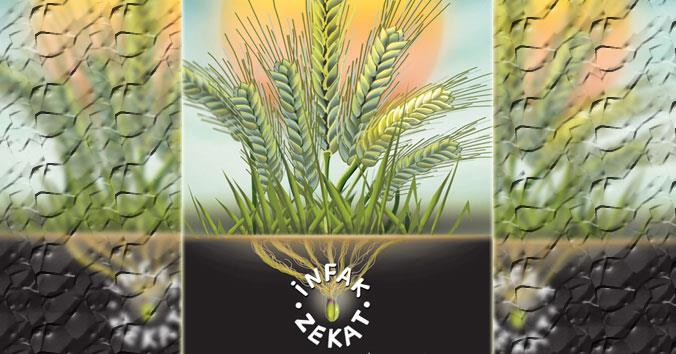 · İNFAK ·
ZEKAT